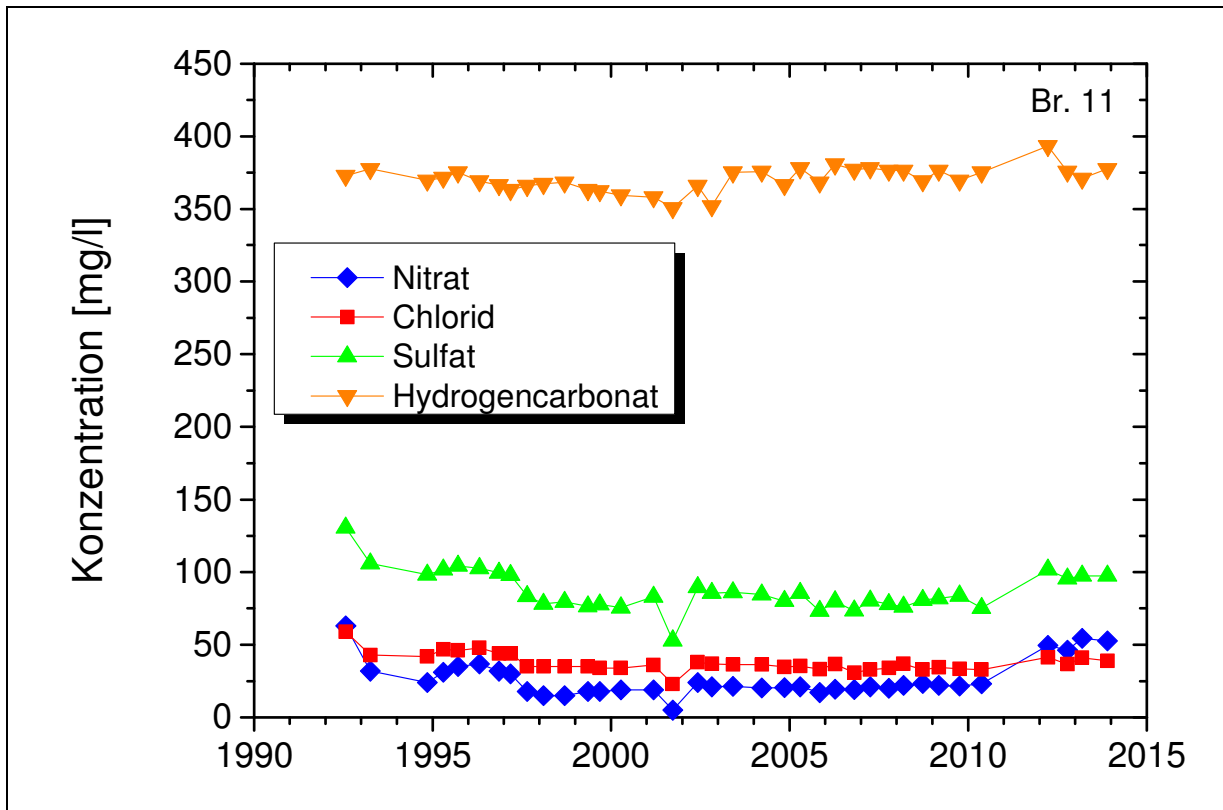 Br. 11
Konzentration [mg/l]
450
400
350
300
250
200
150
100
50
0
Nitrat
Chlorid
Sulfat
Hydrogencarbonat
1990 1995 2000 2005 2010 2015